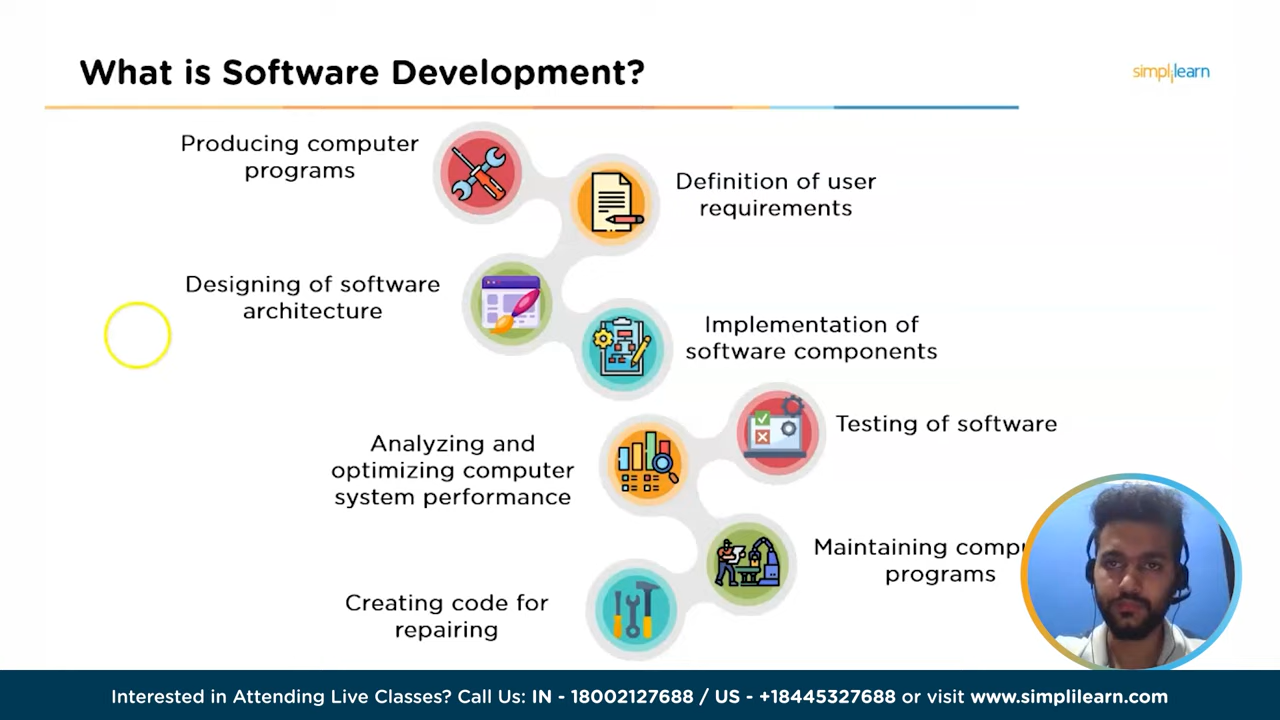 What is Software Development?
simplilearn
Producing computer
programs
Definition of user
requirements
Designing of software
architecture
Implementation of
software components
Testing of software
Analyzing and
optimizing computer
system performance
Maintaining
programs
Creating code for
repairing
Interested in Attending Live Classes? Call Us: IN - 18002127688 / US - +18445327688 or visit www.simplilearn.com